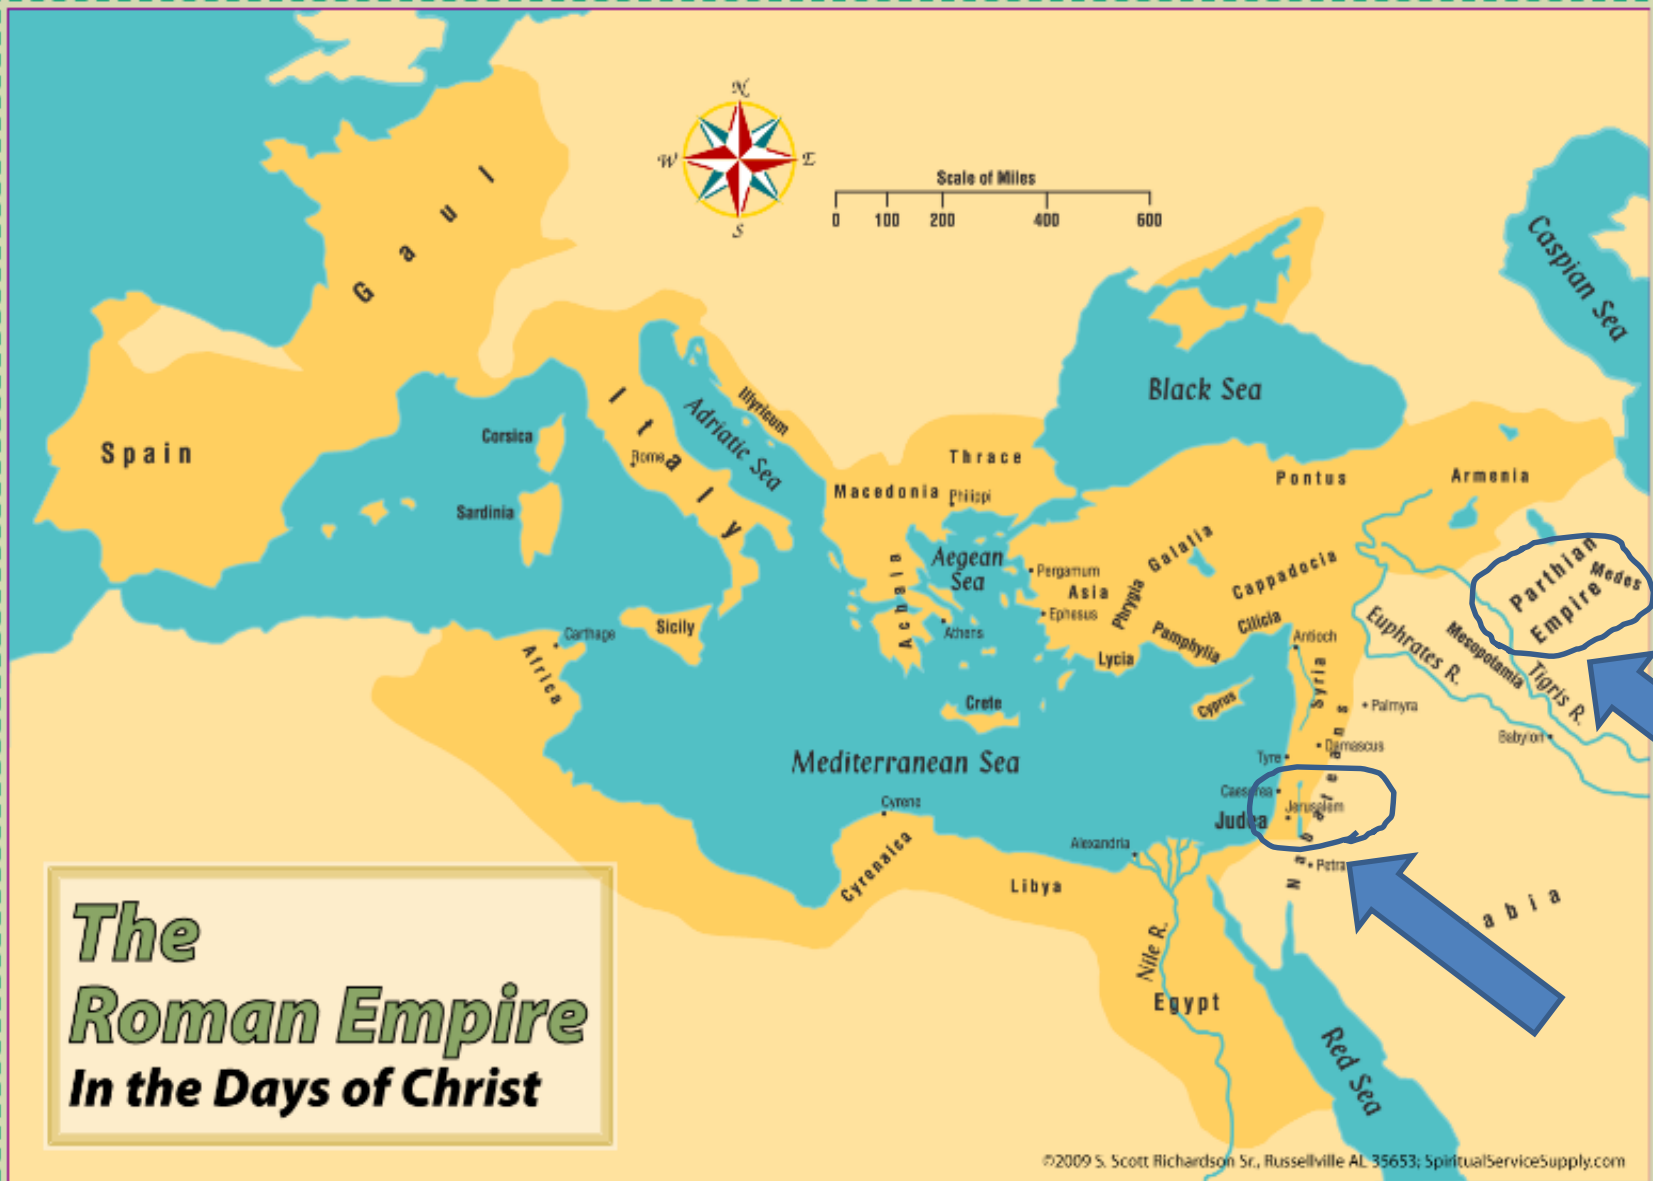 N
W
E
S
Scale of Miles
0 100 200 400 600
Gaul
Spain
Corsica
Sardinia
Italy
Rome
Adriatic Sea
Illyricum
Sicily
Carthage
Africa
Thrace
Macedonia
Philippi
Achaia
Athens
Aegean
Sea
Crete
Black Sea
Caspian Sea
Pontus
Armenia
Galatia
Cappadocia
Pergamum
Asia
Ephesus
Phrygia
Lycia
Pamphylia
Cilicia
Cyprus
Antioch
Syria
Palmyra
Damascus
Tyre
Caesarea
Jerusalem
Judea
Nabateans
Petra
Parthian
Empire
Medes
Mesopotamia
Euphrates R.
Tigris R.
Babylon
abia
Mediterranean Sea
Cyrene
Cyrenaica
Libya
Alexandria
Nile R.
Egypt
Red Sea
The
Roman Empire
In the Days of Christ
©2009 S. Scott Richardson Sr., Russellville AL 35653; SpiritualServiceSupply.com